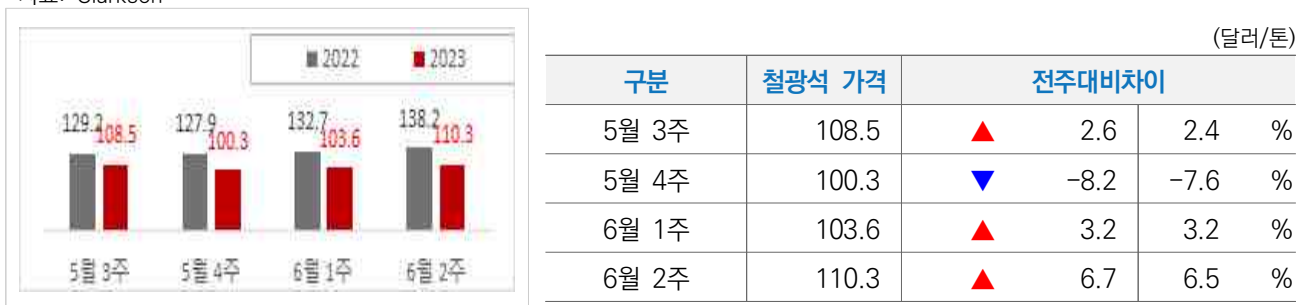 (달러/톤)
■ 2022 ■ 2023
129.2 108.5 127.9 100.3 132.7 103.6 138.2 110.3
5월 3주 5월 4주 6월 1주 6월 2주
구분 철광석 가격 전주대비차이
5월 3주 108.5 ▲ 2.6 2.4 %
5월 4주 100.3 ▼ -8.2 -7.6 %
6월 1주 103.6 ▲ 3.2 3.2 %
6월 2주 110.3 ▲ 6.7 6.5 %